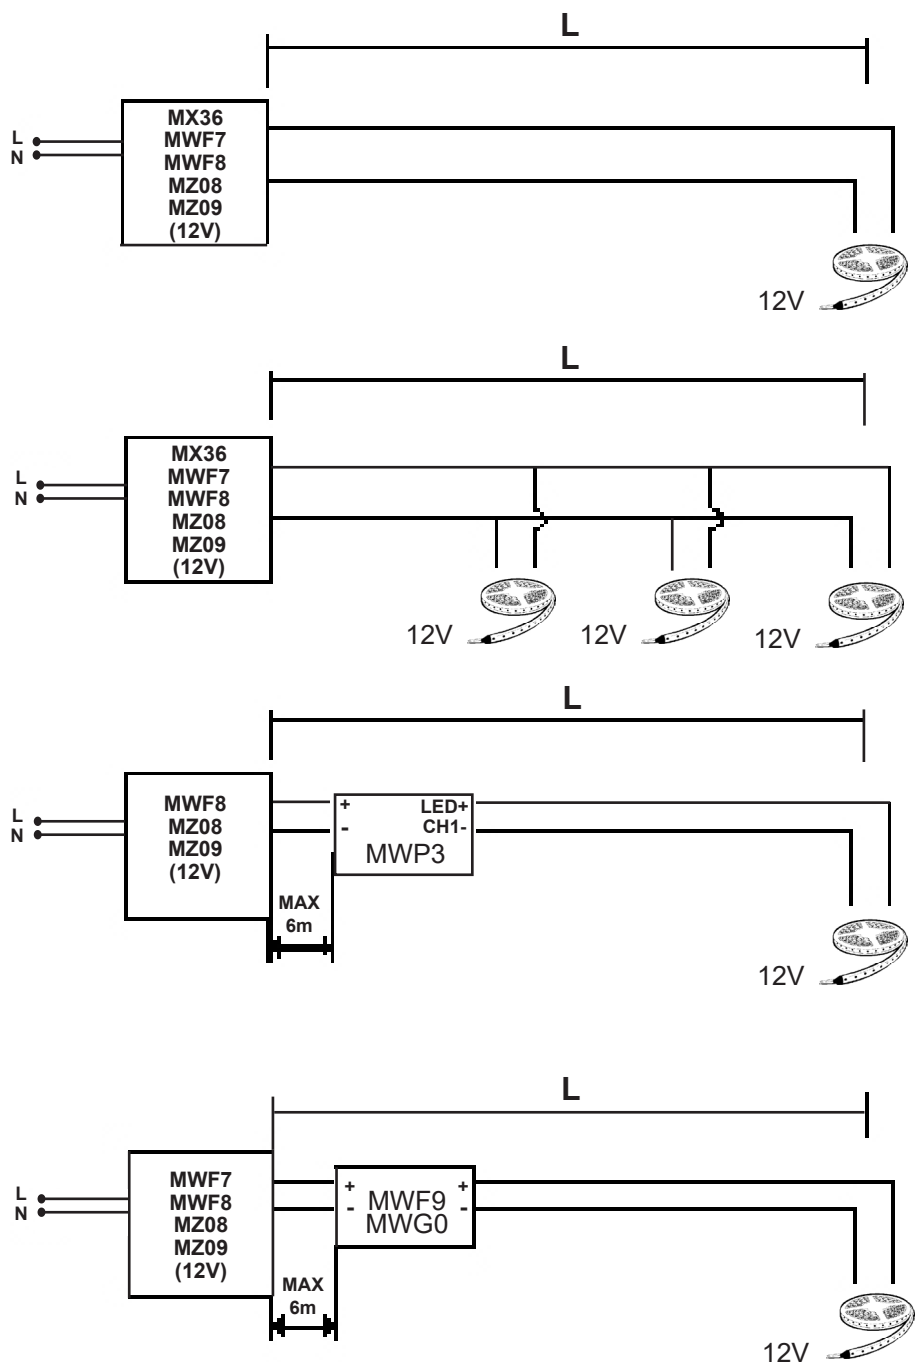 L
L
N
MX36
MWF7
MWF8
MZ08
MZ09
(12V)
12V
L
L
N
MX36
MWF7
MWF8
MZ08
MZ09
(12V)
12V
12V
12V
L
L
N
MWF8
MZ08
MZ09
(12V)
+ LED+
- CH1-
MWP3
MAX
6m
12V
L
L
N
MWF7
MWF8
MZ08
MZ09
(12V)
+ MWF9 +
- MWG0 -
MAX
6m
12V